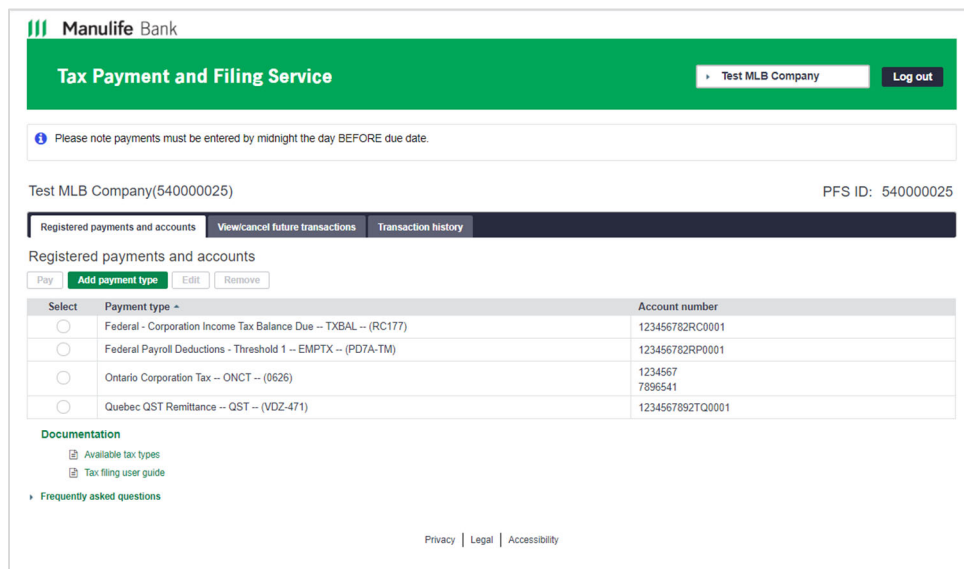 Manulife Bank
Tax Payment and Filing Service
Test MLB Company
Log out
Please note payments must be entered by midnight the day BEFORE due date.
Test MLB Company(540000025)
PFS ID: 540000025
Registered payments and accounts
View/cancel future transactions
Transaction history
Registered payments and accounts
Pay
Add payment type
Edit
Remove
Select
Payment type
Account number
Federal - Corporation Income Tax Balance Due -- TXBAL -- (RC177)
123456782RC0001
Federal Payroll Deductions - Threshold 1 -- EMPTX -- (PD7A-TM)
123456782RP0001
Ontario Corporation Tax -- ONCT -- (0626)
1234567
7896541
Quebec QST Remittance -- QST -- (VDZ-471)
1234567892TQ0001
Documentation
Available tax types
Tax filing user guide
Frequently asked questions
Privacy | Legal | Accessibility